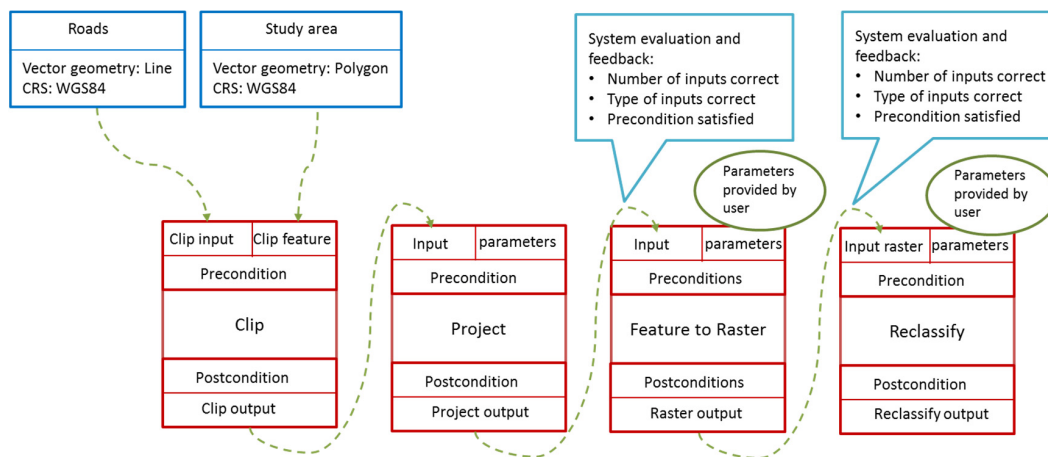 Roads
Vector geometry: Line
CRS: WGS84
Study area
Vector geometry: Polygon
CRS: WGS84
System evaluation and
feedback:
• Number of inputs correct
• Type of inputs correct
• Precondition satisfied
System evaluation and
feedback:
• Number of inputs correct
• Type of inputs correct
• Precondition satisfied
Parameters
provided by
user
Parameters
provided by
user
Clip input
Clip feature
Precondition
Clip
Postcondition
Clip output
Input
parameters
Precondition
Project
Postcondition
Project output
Input
parameters
Preconditions
Feature to Raster
Postconditions
Raster output
Input raster
parameters
Precondition
Reclassify
Postcondition
Reclassify output